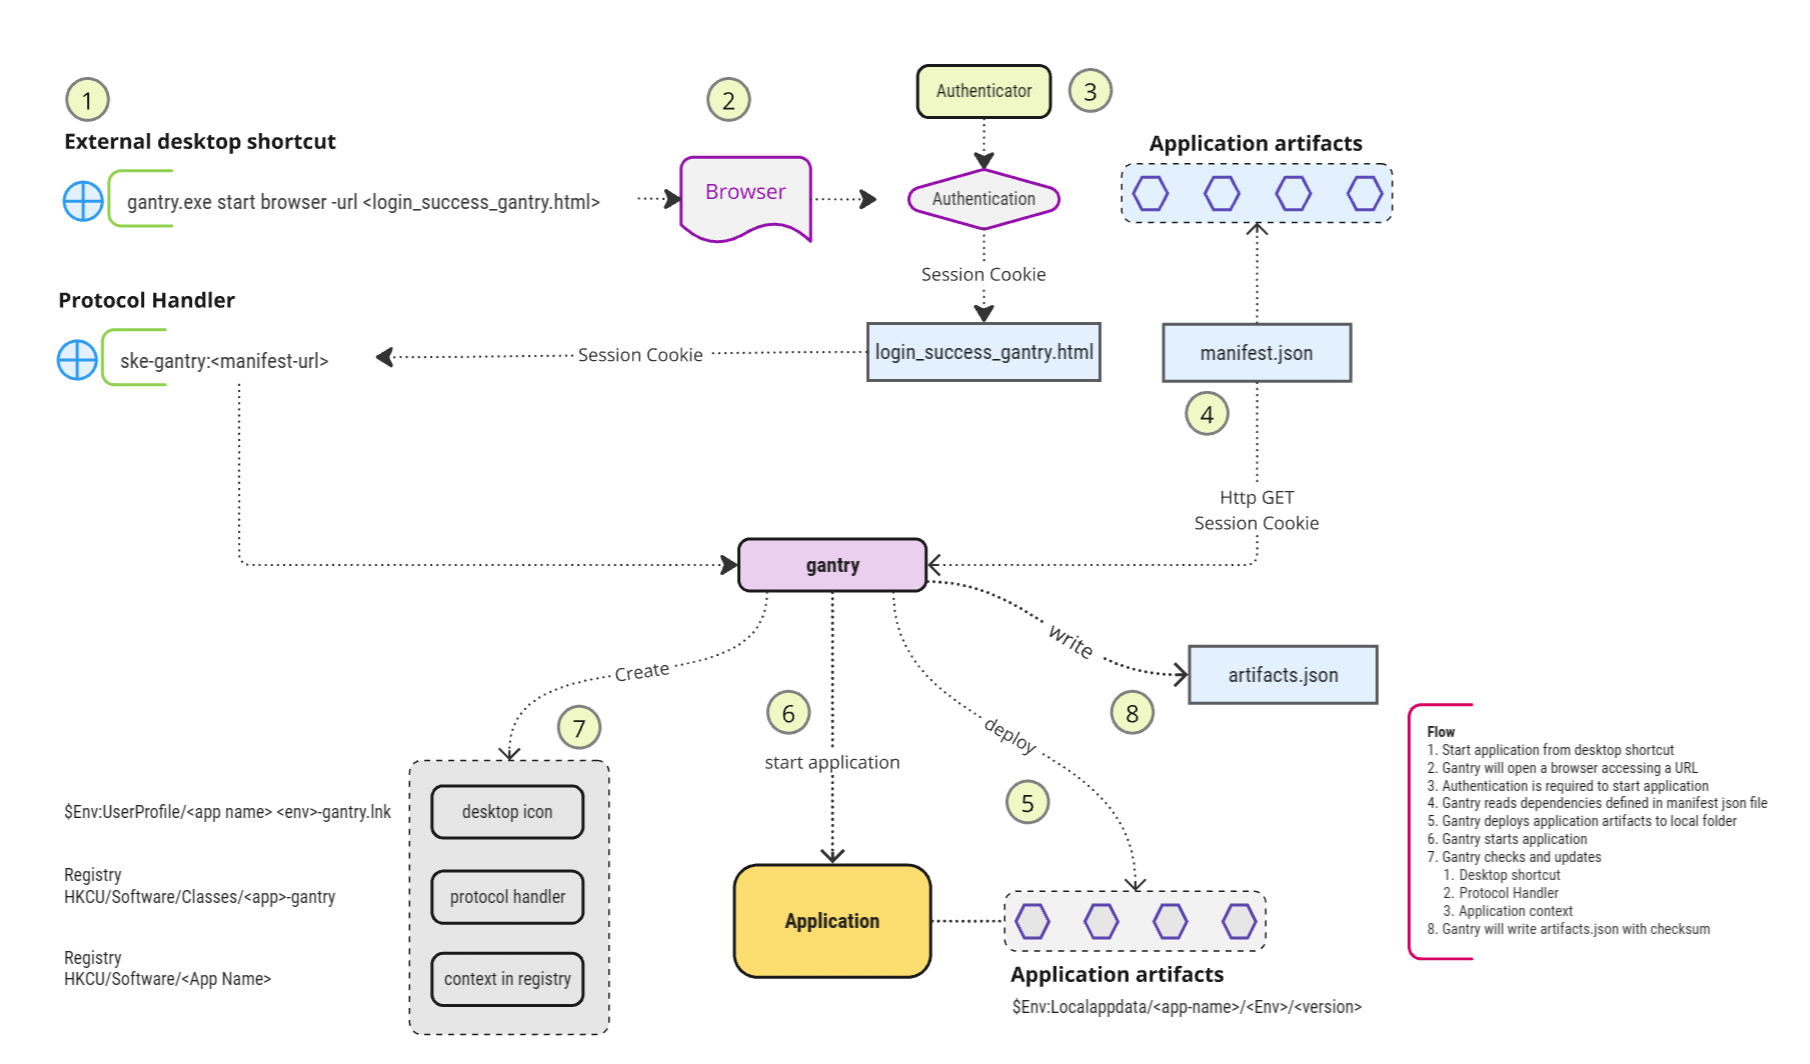 1
External desktop shortcut
gantry.exe start browser -url <login_success_gantry.html>
2
Browser
Authenticator
3
Authentication
Application artifacts
Session Cookie
Protocol Handler
ske-gantry:<manifest-url>
Session Cookie
login_success_gantry.html
manifest.json
4
Http GET
Session Cookie
gantry
write
artifacts.json
Create
7
6
start application
deploy
5
8
desktop icon
$Env:UserProfile/<app name> <env>-gantry.lnk
protocol handler
Registry
HKCU/Software/Classes/<app>-gantry
context in registry
Registry
HKCU/Software/<App Name>
Application
Application artifacts
$Env:Localappdata/<app-name>/<Env>/<version>
Flow
1. Start application from desktop shortcut
2. Gantry will open a browser accessing a URL
3. Authentication is required to start application
4. Gantry reads dependencies defined in manifest json file
5. Gantry deploys application artifacts to local folder
6. Gantry starts application
7. Gantry checks and updates
1. Desktop shortcut
2. Protocol Handler
3. Application context
8. Gantry will write artifacts.json with checksum